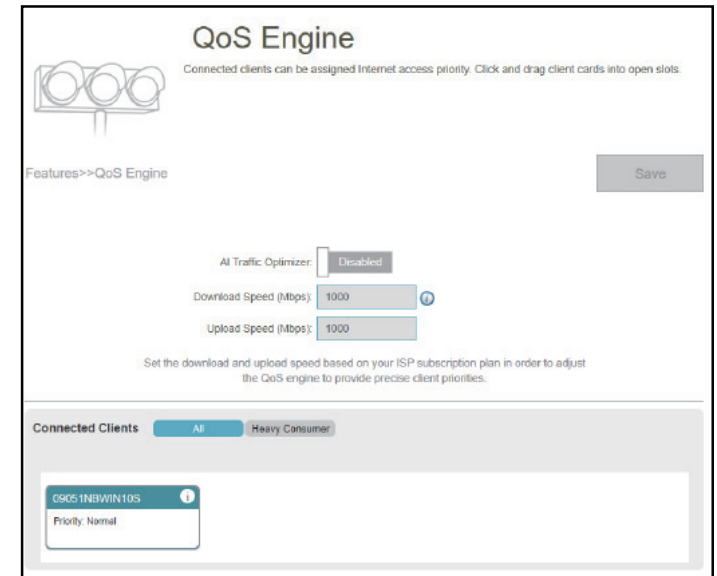 QoS Engine
Connected clients can be assigned Internet access priority. Click and drag client cards into open slots.
Features>>QoS Engine
Save
AI Traffic Optimizer: Disabled
Download Speed (Mbps): 1000
Upload Speed (Mbps): 1000
Set the download and upload speed based on your ISP subscription plan in order to adjust
the QoS engine to provide precise client priorities.
Connected Clients All Heavy Consumer
09051NBWIN10S
Priority: Normal